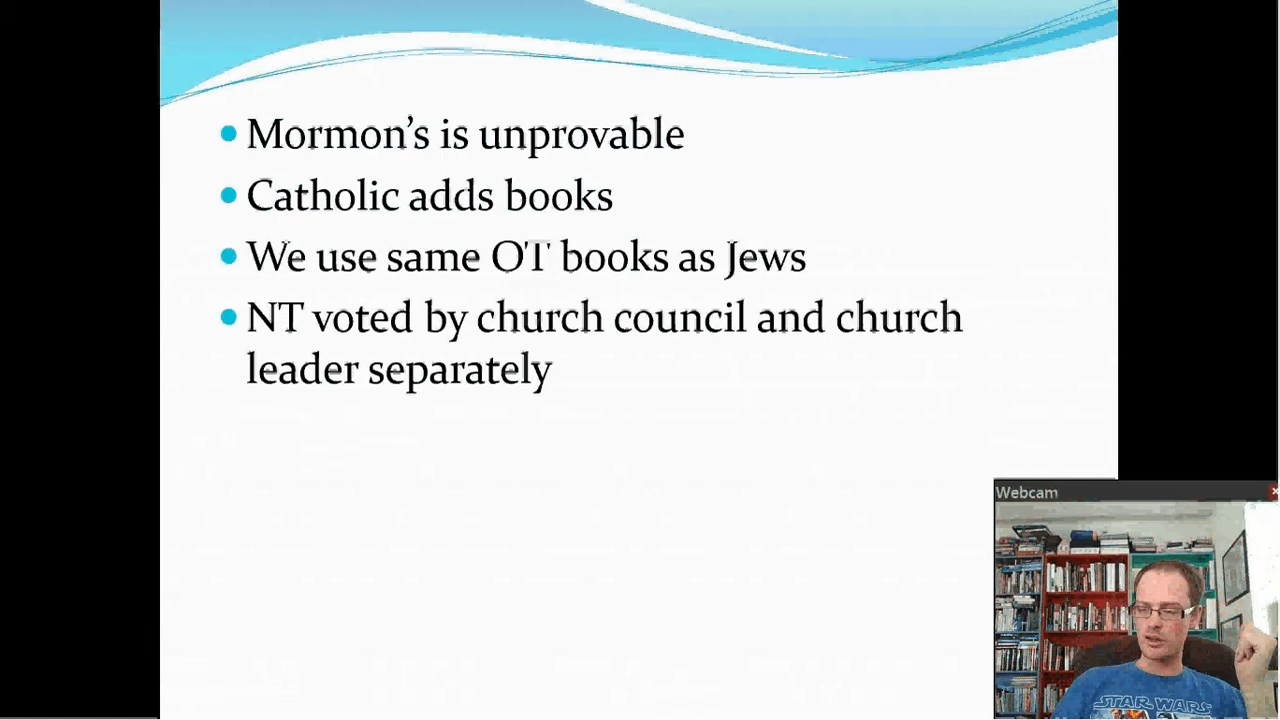 Mormon's is unprovable
Catholic adds books
We use same OT books as Jews
NT voted by church council and church
leader separately
Webcam
STAR WARS